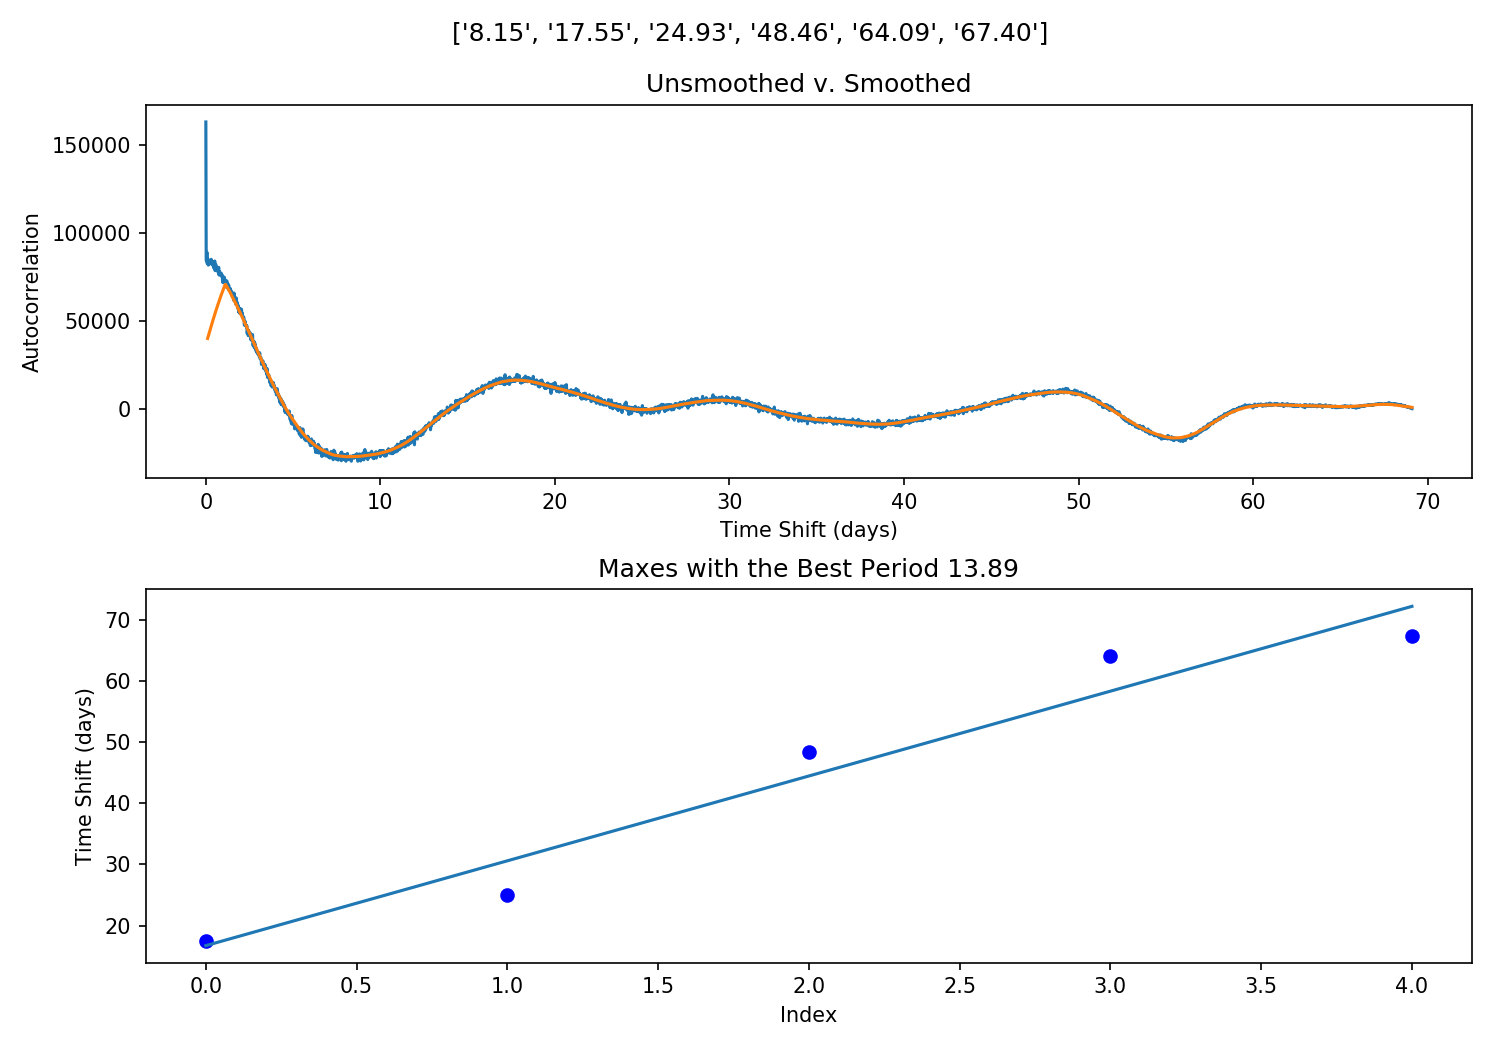 ['8.15', '17.55', '24.93', '48.46', '64.09', '67.40']
Unsmoothed v. Smoothed
150000
100000
50000
0
Autocorrelation
0 10 20 30 40 50 60 70
Time Shift (days)
Maxes with the Best Period 13.89
70
60
50
40
30
20
Time Shift (days)
0.0 0.5 1.0 1.5 2.0 2.5 3.0 3.5 4.0
Index